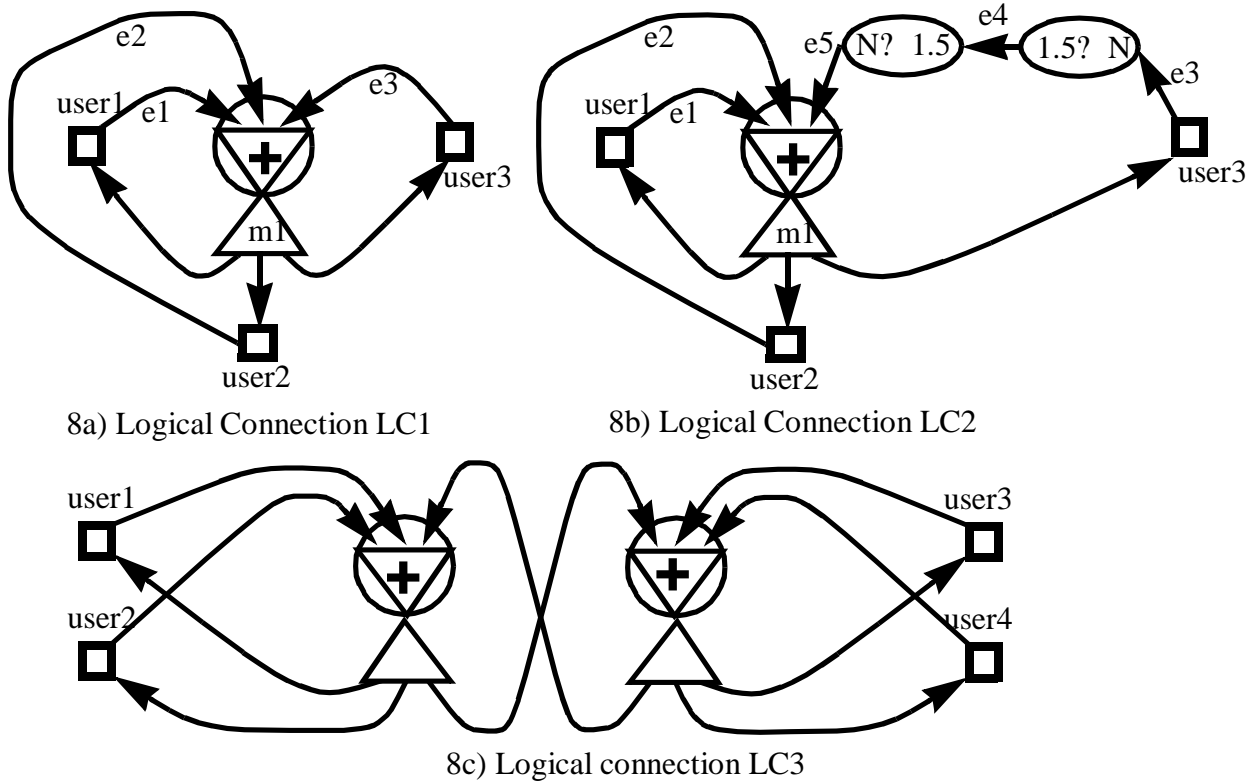 e2
user1
e1
e3
user3
+
m1
user2
8a) Logical Connection LC1
e2
user1
e1
e5
N? 1.5
e4
1.5? N
e3
user3
+
m1
user2
8b) Logical Connection LC2
user1
user2
+
+
user3
user4
8c) Logical connection LC3